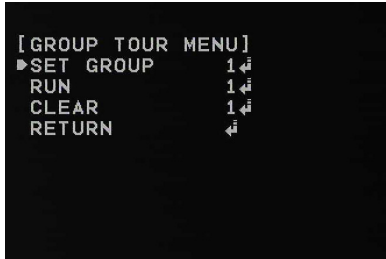 [GROUP TOUR MENU]
SET GROUP 1
RUN 1
CLEAR 1
RETURN